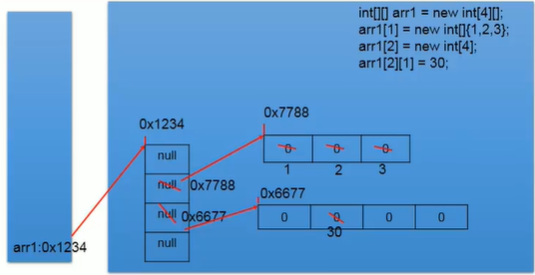 int[][] arr1 = new int[4][];
arr1[1] = new int[]{1,2,3};
arr1[2] = new int[4];
arr1[2][1] = 30;
0x7788
0x1234
null
0 0 0
1 2 3
null 0x7788
0x6677
null 0x6677
0 0 0 0
30
null
arr1:0x1234